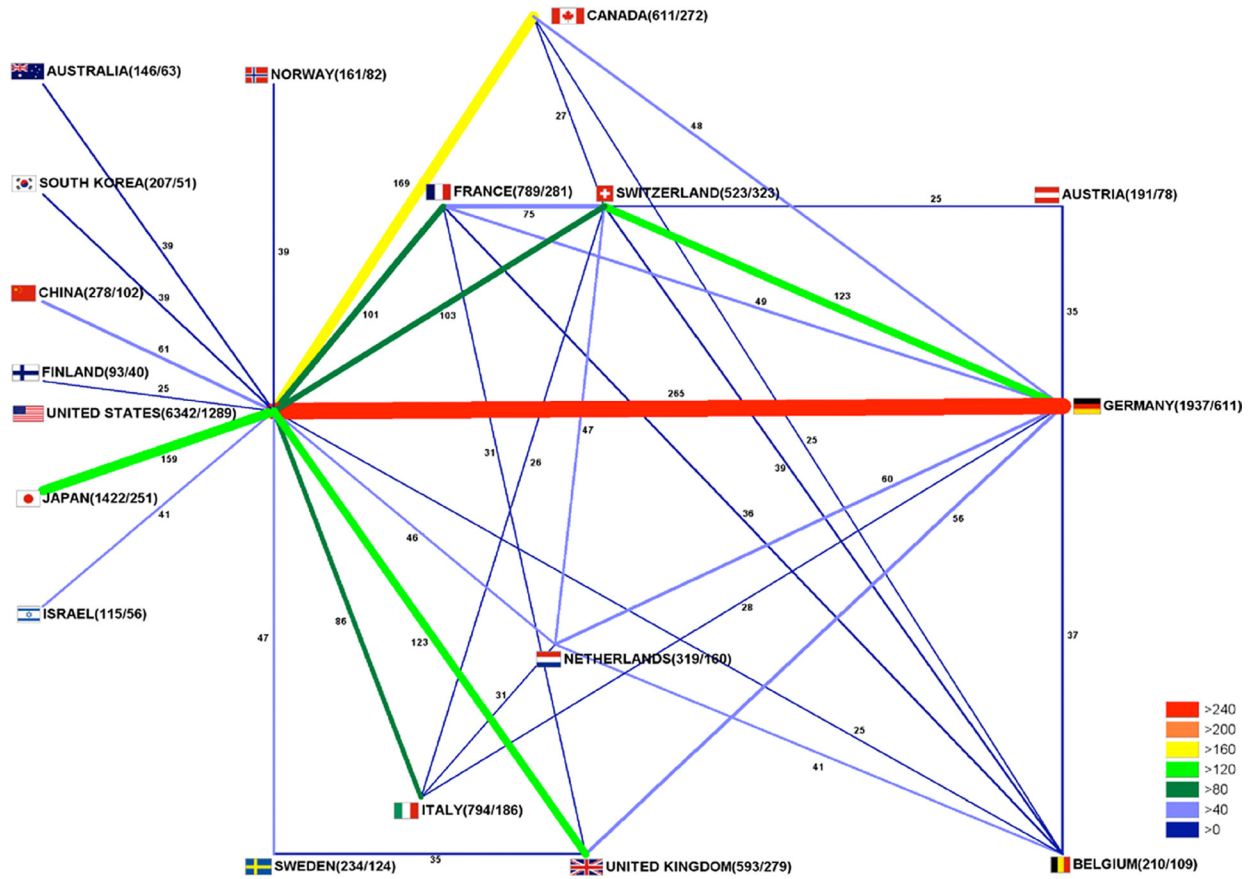 CANADA(611/272)
AUSTRALIA(146/63)
NORWAY(161/82)
27
48
SOUTH KOREA(207/51)
169
FRANCE(789/281)
SWITZERLAND(523/323)
AUSTRIA(191/78)
75
25
39
39
CHINA(278/102)
39
123
49
101
103
35
61
FINLAND(93/40)
25
265
UNITED STATES(6342/1289)
GERMANY(1937/611)
47
25
159
31
26
39
60
JAPAN(1422/251)
41
46
36
56
ISRAEL(115/56)
28
86
47
123
37
NETHERLANDS(319/160)
31
25
41
>240
>200
>160
>120
>80
>40
>0
ITALY(794/186)
35
SWEDEN(234/124)
UNITED KINGDOM(593/279)
BELGIUM(210/109)